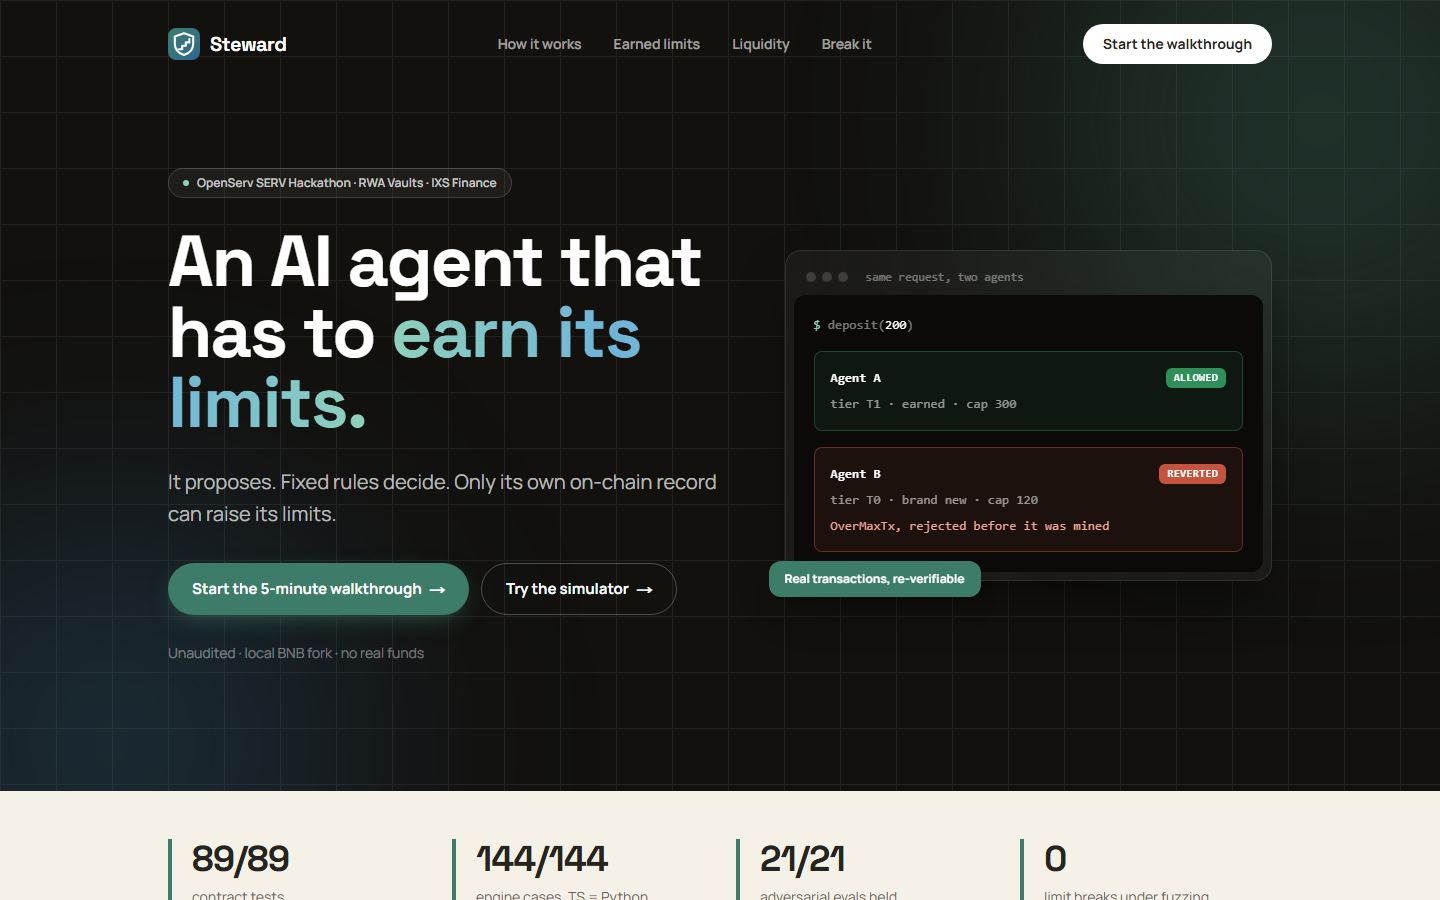 Steward
How it works
Earned limits
Liquidity
Break it
Start the walkthrough
OpenServ SERV Hackathon · RWA Vaults · IXS Finance
An AI agent that
has to earn its
limits.
It proposes. Fixed rules decide. Only its own on-chain record
can raise its limits.
Start the 5-minute walkthrough →
Try the simulator →
Unaudited · local BNB fork · no real funds
same request, two agents
$ deposit(200)
Agent A
ALLOWED
tier T1 · earned · cap 300
Agent B
REVERTED
tier T0 · brand new · cap 120
OverMaxTx, rejected before it was mined
Real transactions, re-verifiable
89/89
contract tests
144/144
engine cases, TS = Python
21/21
adversarial evals held
0
limit breaks under fuzzing